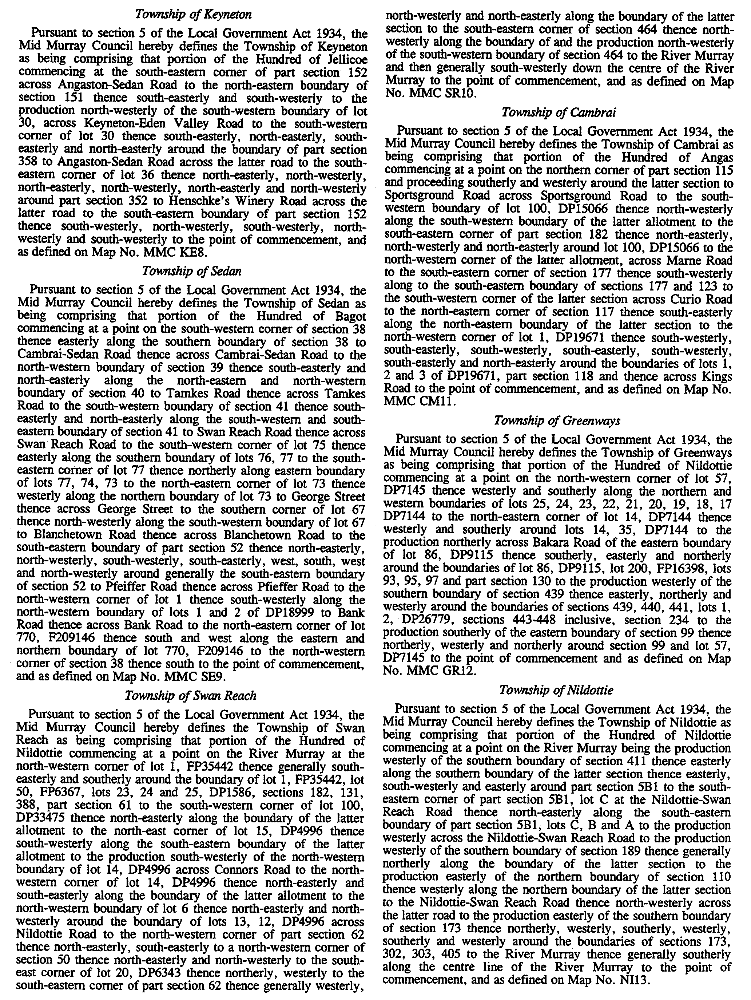 Township of Keyneton
Pursuant to section 5 of the Local Government Act 1934, the
Mid Murray Council hereby defines the Township of Keyneton
as being comprising that portion of the Hundred of Jellicoe
commencing at the south-eastern corner of part section 152
across Angaston-Sedan Road to the north-eastern boundary of
section 151 thence south-easterly and south-westerly to the
production north-westerly of the south-western boundary of lot
30, across Keyneton-Eden Valley Road to the south-western
corner of lot 30 thence south-easterly, north-easterly, south-
easterly and north-easterly around the boundary of part section
358 to Angaston-Sedan Road across the latter road to the south-
eastern corner of lot 36 thence north-easterly, north-westerly,
north-easterly, north-westerly, north-easterly and north-westerly
around part section 352 to Henschke's Winery Road across the
latter road to the south-eastern boundary of part section 152
thence south-westerly, north-westerly, south-westerly, north-
westerly and south-westerly to the point of commencement, and
as defined on Map No. MMC KE8.
Township of Sedan
Pursuant to section 5 of the Local Government Act 1934, the
Mid Murray Council hereby defines the Township of Sedan as
being comprising that portion of the Hundred of Bagot
commencing at a point on the south-western corner of section 38
thence easterly along the southern boundary of section 38 to
Cambrai-Sedan Road thence across Cambrai-Sedan Road to the
north-western boundary of section 39 thence south-easterly and
north-easterly along the north-eastern and north-western
boundary of section 40 to Tamkes Road thence across Tamkes
Road to the south-western boundary of section 41 thence south-
easterly and north-easterly along the south-western and south-
eastern boundary of section 41 to Swan Reach Road thence across
Swan Reach Road to the south-western corner of lot 75 thence
easterly along the southern boundary of lots 76, 77 to the south-
eastern corner of lot 77 thence northerly along eastern boundary
of lots 77, 74, 73 to the north-eastern corner of lot 73 thence
westerly along the northern boundary of lot 73 to George Street
thence across George Street to the southern corner of lot 67
thence north-westerly along the south-western boundary of lot 67
to Blanchetown Road thence across Blanchetown Road to the
south-eastern boundary of part section 52 thence north-easterly,
north-westerly, south-westerly, south-easterly, west, south, west
and north-westerly around generally the south-eastern boundary
of section 52 to Pfeiffer Road thence across Pfieffer Road to the
north-western corner of lot 1 thence south-westerly along the
north-western boundary of lots 1 and 2 of DP18999 to Bank
Road thence across Bank Road to the north-eastern corner of lot
770, F209146 thence south and west along the eastern and
northern boundary of lot 770, F209146 to the north-western
corner of section 38 thence south to the point of commencement,
and as defined on Map No. MMC SE9.
Township of Swan Reach
Pursuant to section 5 of the Local Government Act 1934, the
Mid Murray Council hereby defines the Township of Swan
Reach as being comprising that portion of the Hundred of
Nildottie commencing at a point on the River Murray at the
north-western corner of lot 1, FP35442 thence generally south-
easterly and southerly around the boundary of lot 1, FP35442, lot
50, FP6367, lots 23, 24 and 25, DP1586, sections 182, 131,
388, part section 61 to the south-western corner of lot 100,
DP33475 thence north-easterly along the boundary of the latter
allotment to the north-east corner of lot 15, DP4996 thence
south-westerly along the south-eastern boundary of the latter
allotment to the production south-westerly of the north-western
boundary of lot 14, DP4996 across Connors Road to the north-
western corner of lot 14, DP4996 thence north-easterly and
south-easterly along the boundary of the latter allotment to the
north-western boundary of lot 6 thence north-easterly and north-
westerly around the boundary of lots 13, 12, DP4996 across
Nildottie Road to the north-western corner of part section 62
thence north-easterly, south-easterly to a north-western corner of
section 50 thence north-easterly and north-westerly to the south-
east corner of lot 20, DP6343 thence northerly, westerly to the
south-eastern corner of part section 62 thence generally westerly,
north-westerly and north-easterly along the boundary of the latter
section to the south-eastern corner of section 464 thence north-
westerly along the boundary of and the production north-westerly
of the south-western boundary of section 464 to the River Murray
and then generally south-westerly down the centre of the River
Murray to the point of commencement, and as defined on Map
No. MMC SR10.
Township of Cambrai
Pursuant to section 5 of the Local Government Act 1934, the
Mid Murray Council hereby defines the Township of Cambrai as
being comprising that portion of the Hundred of Angas
commencing at a point on the northern corner of part section 115
and proceeding southerly and westerly around the latter section to
Sportsground Road across Sportsground Road to the south-
western boundary of lot 100, DP15066 thence north-westerly
along the south-western boundary of the latter allotment to the
south-eastern corner of part section 182 thence north-easterly,
north-westerly and north-easterly around lot 100, DP15066 to the
north-western corner of the latter allotment, across Marne Road
to the south-eastern corner of section 177 thence south-westerly
along to the south-eastern boundary of sections 177 and 123 to
the south-western corner of the latter section across Curio Road
to the north-eastern corner of section 117 thence south-easterly
along the north-eastern boundary of the latter section to the
north-western corner of lot 1, DP19671 thence south-westerly,
south-easterly, south-westerly, south-easterly, south-westerly,
south-easterly and north-easterly around the boundaries of lots 1,
2 and 3 of DP19671, part section 118 and thence across Kings
Road to the point of commencement, and as defined on Map No.
MMC CM11.
Township of Greenways
Pursuant to section 5 of the Local Government Act 1934, the
Mid Murray Council hereby defines the Township of Greenways
as being comprising that portion of the Hundred of Nildottie
commencing at a point on the north-western corner of lot 57,
DP7145 thence westerly and southerly along the northern and
western boundaries of lots 25, 24, 23, 22, 21, 20, 19, 18, 17
DP7144 to the north-eastern corner of lot 14, DP7144 thence
westerly and southerly around lots 14, 35, DP7144 to the
production northerly across Bakara Road of the eastern boundary
of lot 86, DP9115 thence southerly, easterly and northerly
around the boundaries of lot 86, DP9115, lot 200, FP16398, lots
93, 95, 97 and part section 130 to the production westerly of the
southern boundary of section 439 thence easterly, northerly and
westerly around the boundaries of sections 439, 440, 441, lots 1,
2, DP26779, sections 443-448 inclusive, section 234 to the
production southerly of the eastern boundary of section 99 thence
northerly, westerly and northerly around section 99 and lot 57,
DP7145 to the point of commencement and as defined on Map
No. MMC GR12.
Township of Nildottie
Pursuant to section 5 of the Local Government Act 1934, the
Mid Murray Council hereby defines the Township of Nildottie as
being comprising that portion of the Hundred of Nildottie
commencing at a point on the River Murray being the production
westerly of the southern boundary of section 411 thence easterly
along the southern boundary of the latter section thence easterly,
south-westerly and easterly around part section 5B1 to the south-
eastern corner of part section 5B1, lot C at the Nildottie-Swan
Reach Road thence north-easterly along the south-eastern
boundary of part section 5B1, lots C, B and A to the production
westerly across the Nildottie-Swan Reach Road to the production
westerly of the southern boundary of section 189 thence generally
northerly along the boundary of the latter section to the
production easterly of the northern boundary of section 110
thence westerly along the northern boundary of the latter section
to the Nildottie-Swan Reach Road thence north-westerly across
the latter road to the production easterly of the southern boundary
of section 173 thence northerly, westerly, southerly, westerly,
southerly and westerly around the boundaries of sections 173,
302, 303, 405 to the River Murray thence generally southerly
along the centre line of the River Murray to the point of
commencement, and as defined on Map No. NI13.